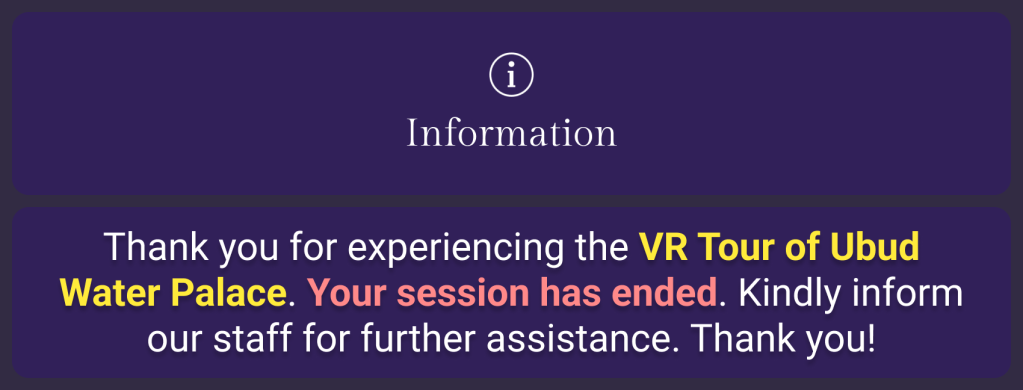 Information
Thank you for experiencing the VR Tour of Ubud
Water Palace. Your session has ended. Kindly inform
our staff for further assistance. Thank you!